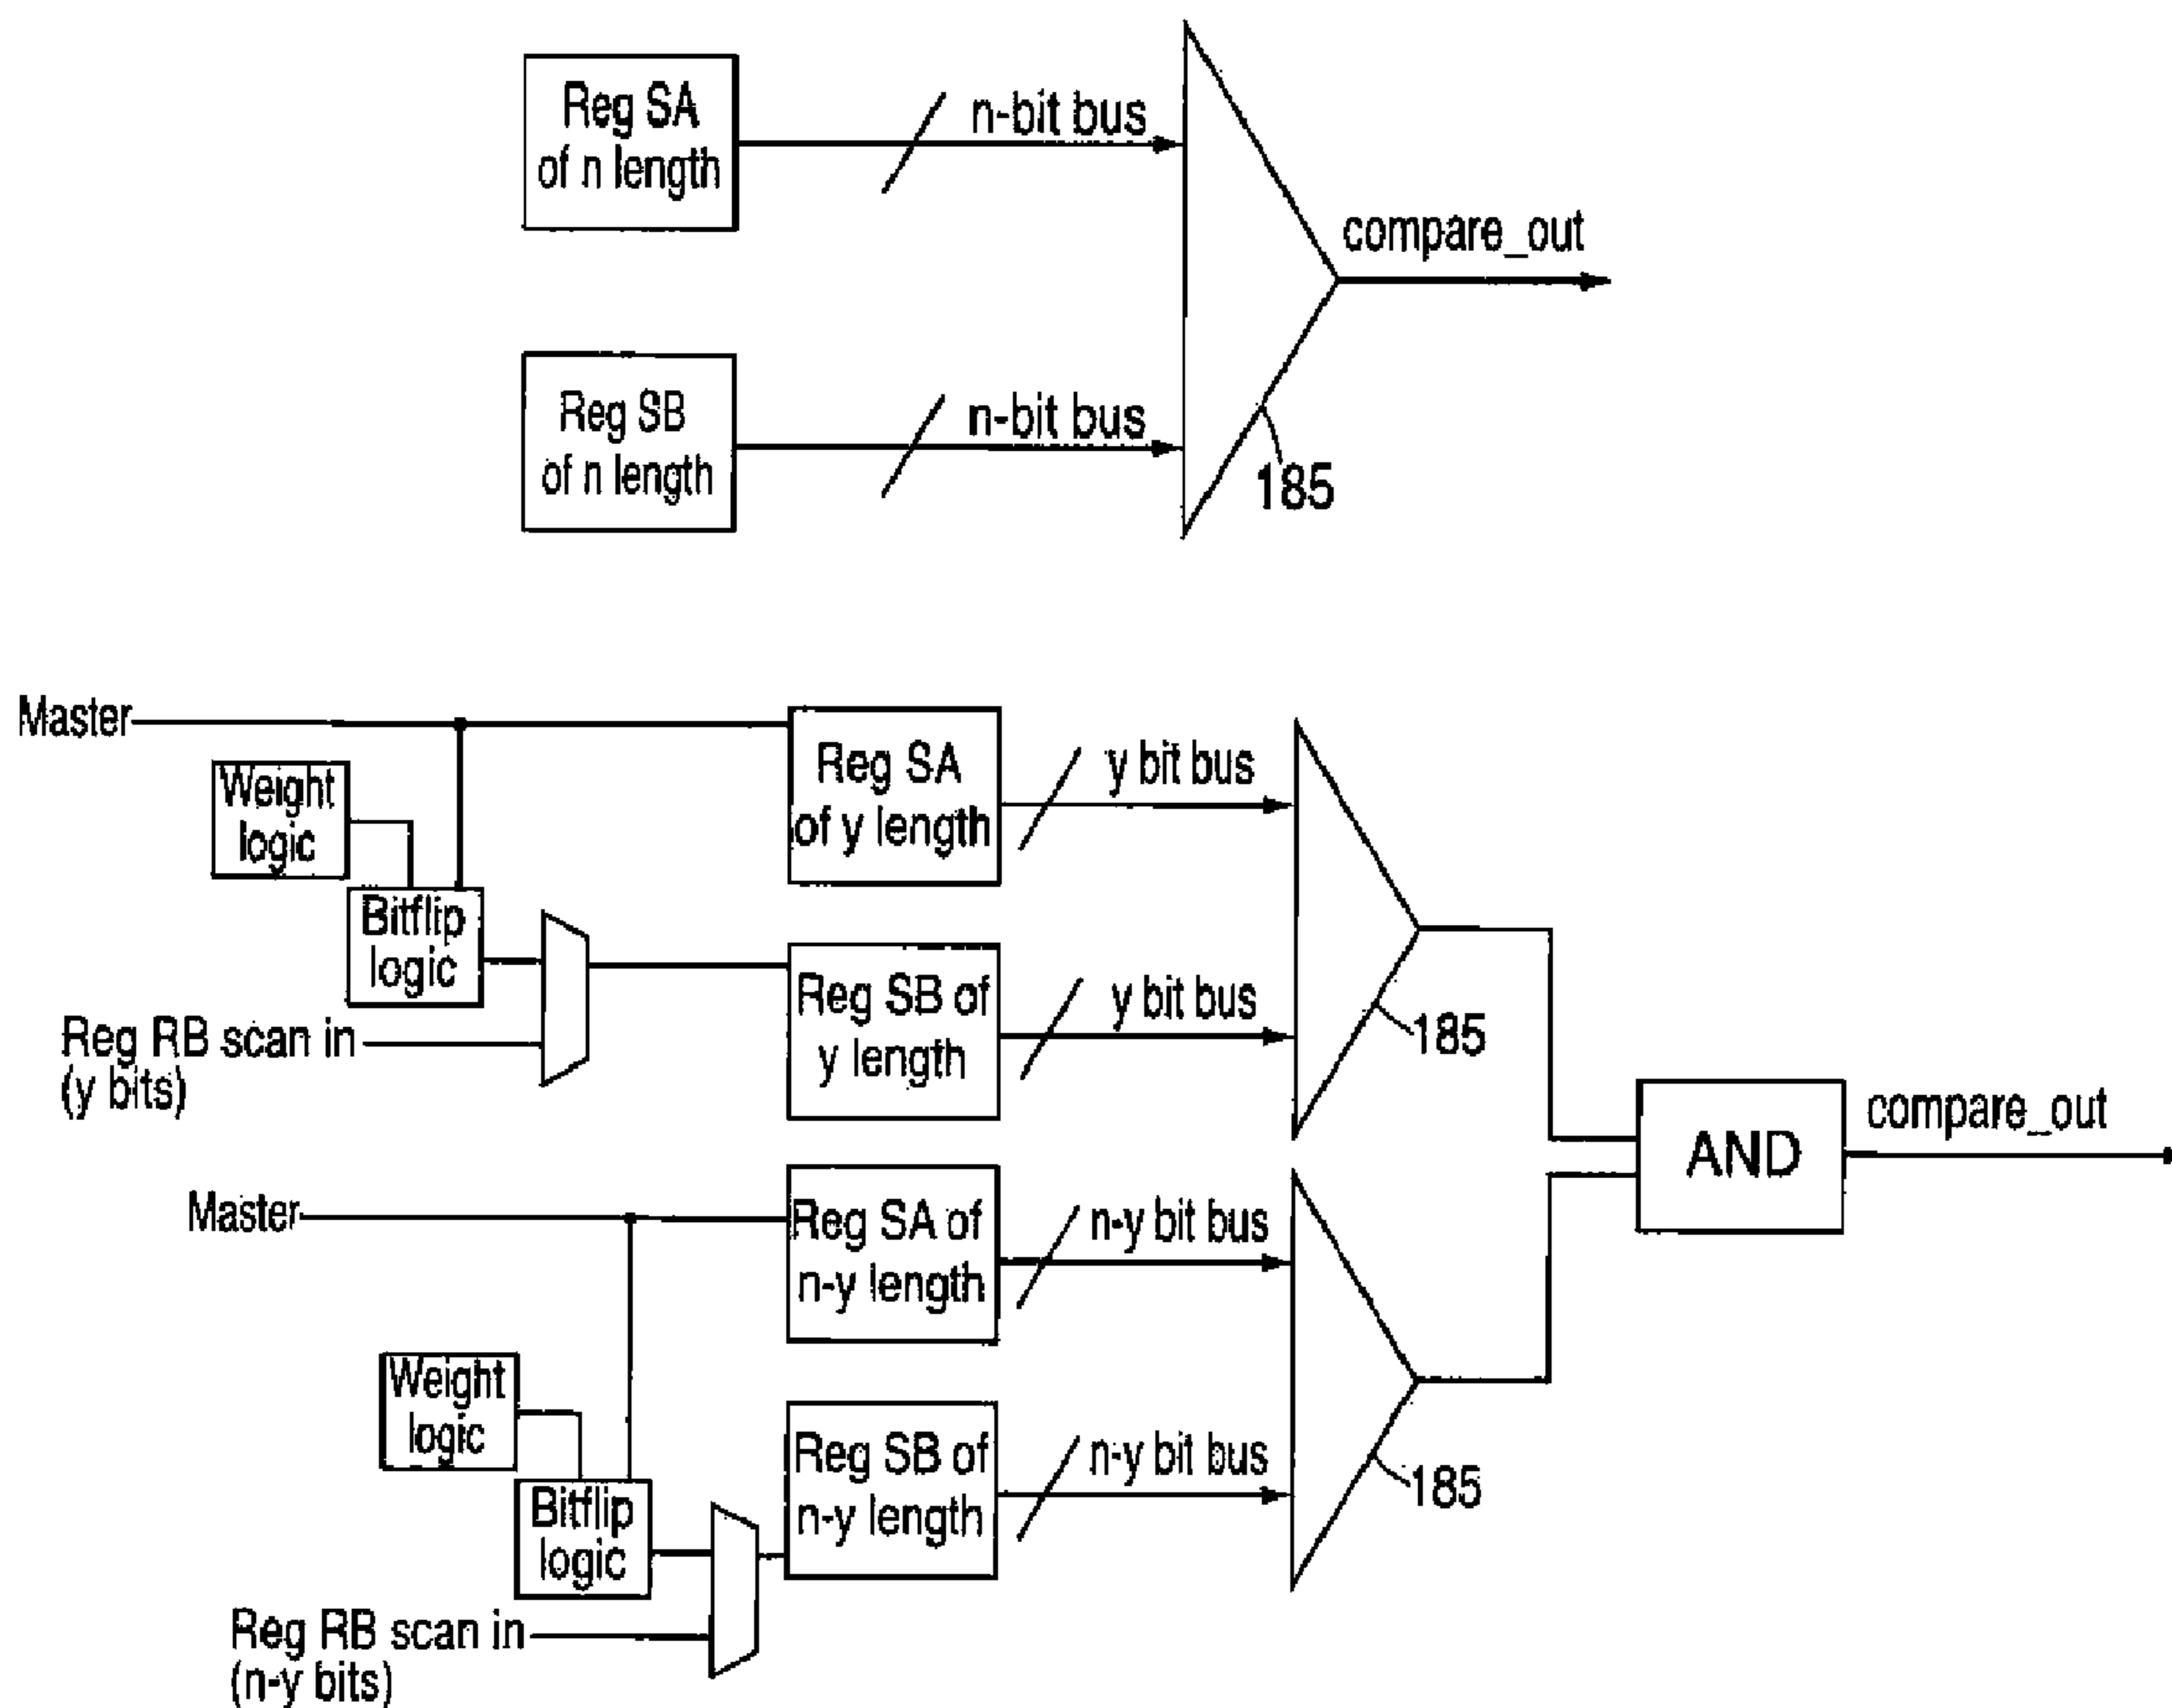 Reg SA
of n length
n-bit bus
compare_out
Reg SB
of n length
n-bit bus
185
Master
Weight
logic
Reg SA
of y length
y bit bus
Bitflip
logic
Reg SB of
y length
y bit bus
185
Reg RB scan in
(y bits)
AND
compare_out
Master
Reg SA of
n-y length
n-y bit bus
Weight
logic
Reg SB of
n-y length
n-y bit bus
185
Bitflip
logic
Reg RB scan in
(n-y bits)